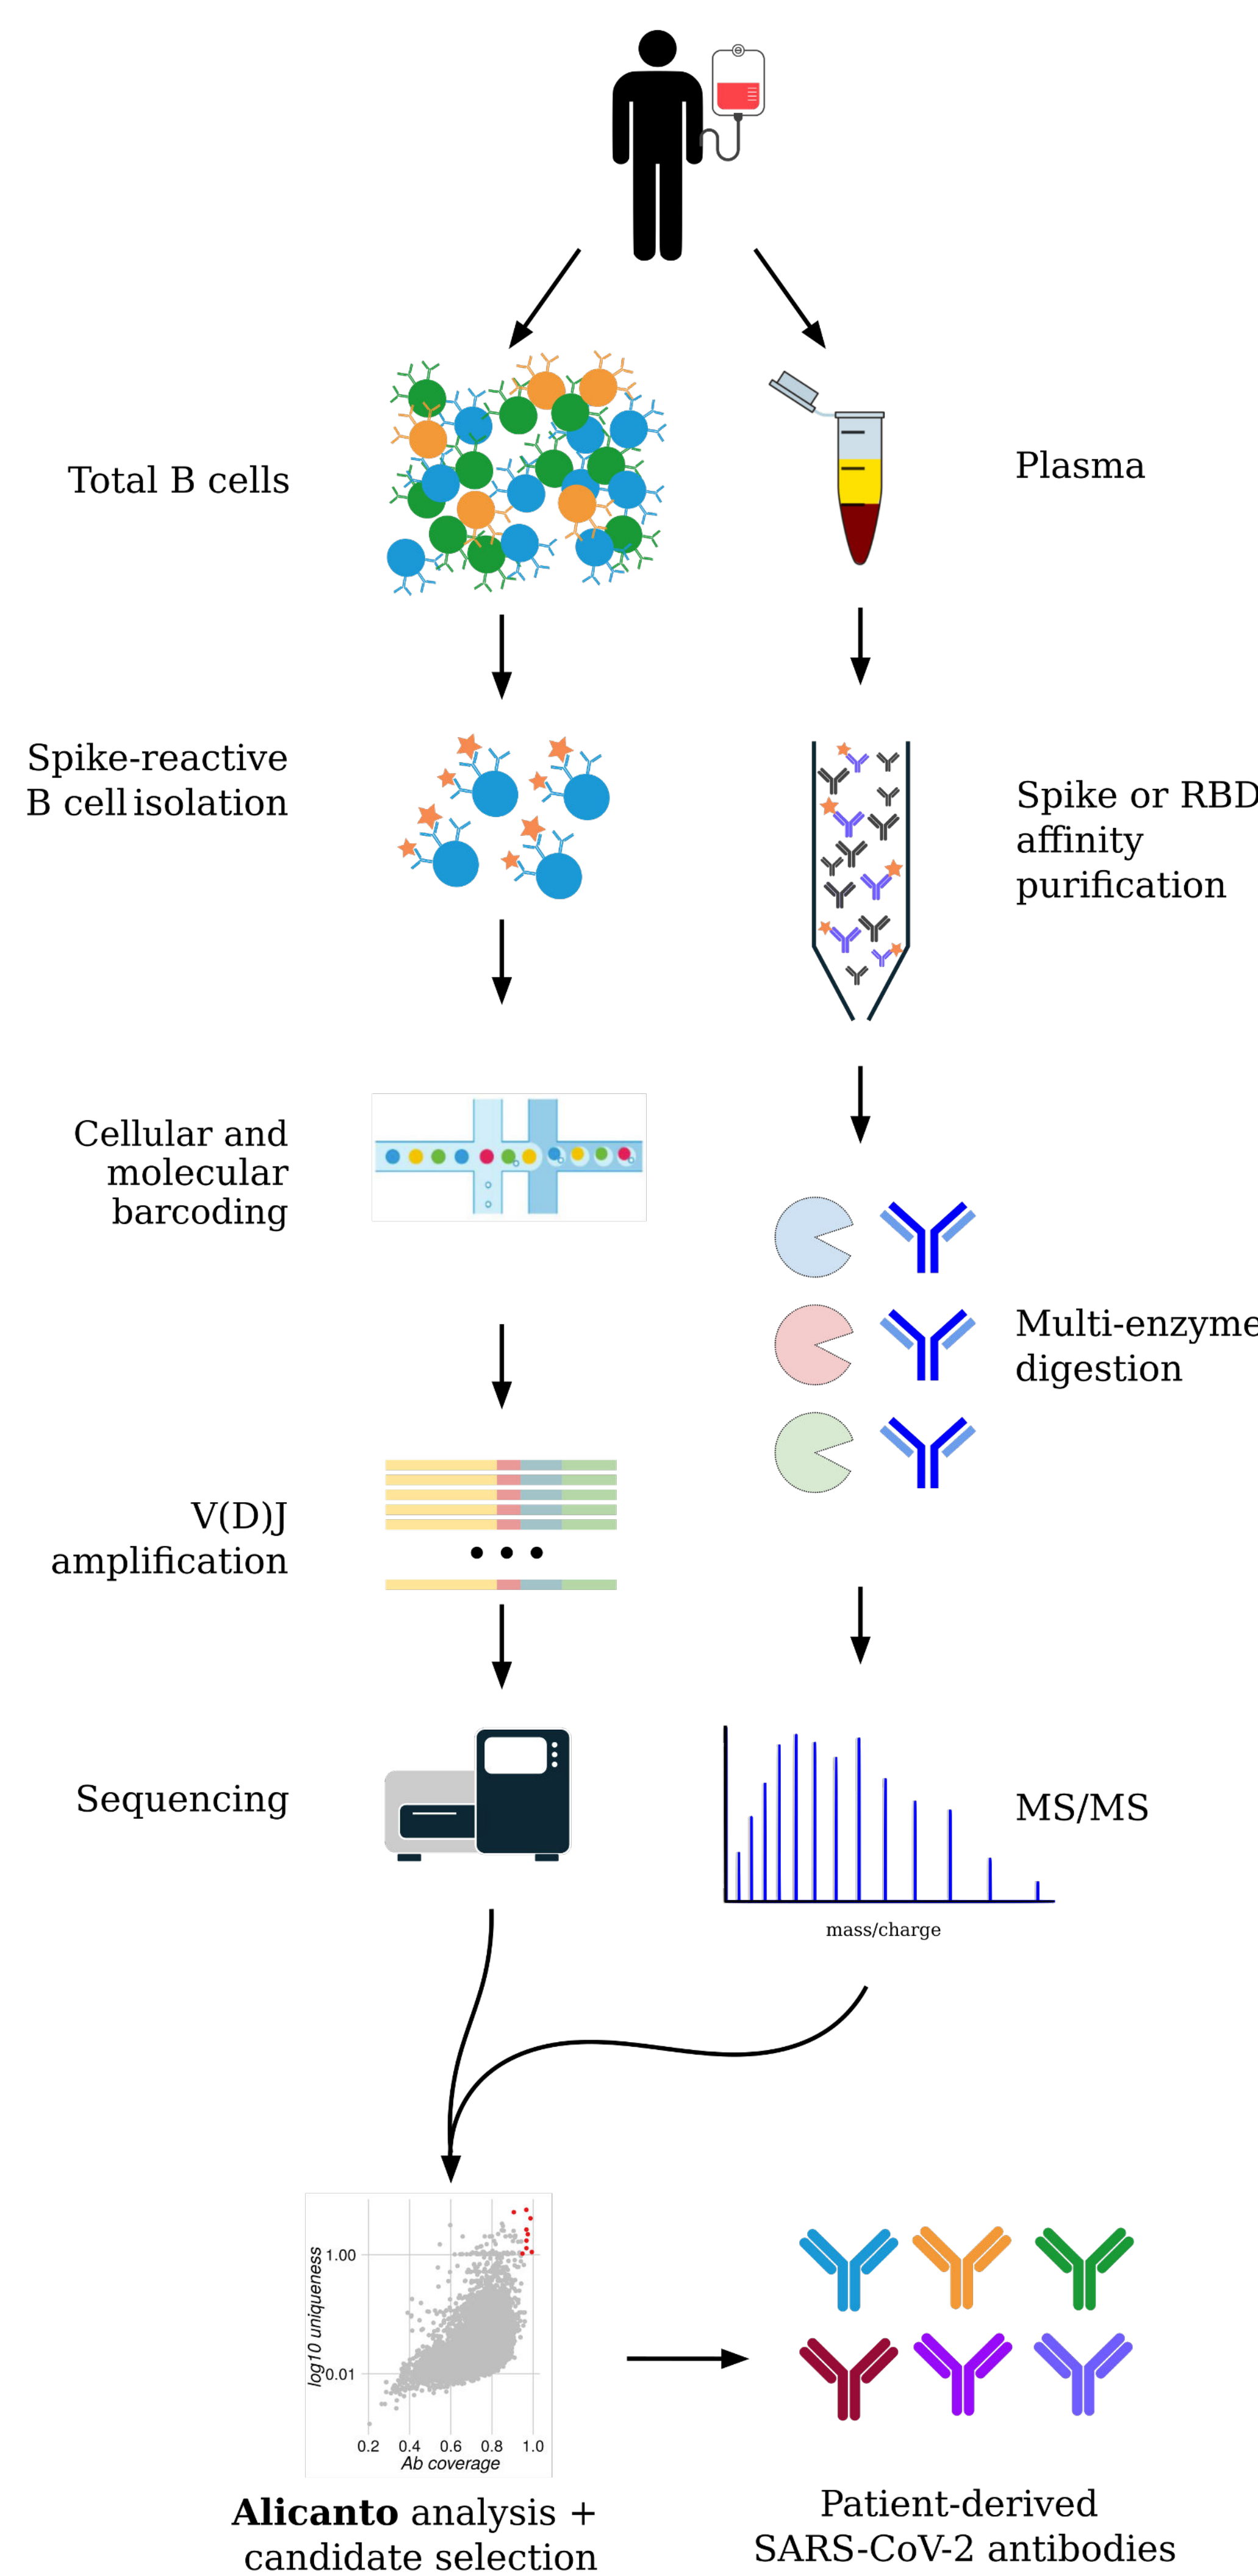 Total B cells
Plasma
Spike-reactive
B cell isolation
Spike or RBD
affinity
purification
Cellular and
molecular
barcoding
Multi-enzyme
digestion
V(D)J
amplification
Sequencing
MS/MS
mass/charge
log10 uniqueness
1.00
0.01
0.2 0.4 0.6 0.8 1.0
Ab coverage
Alicanto analysis +
candidate selection
Patient-derived
SARS-CoV-2 antibodies